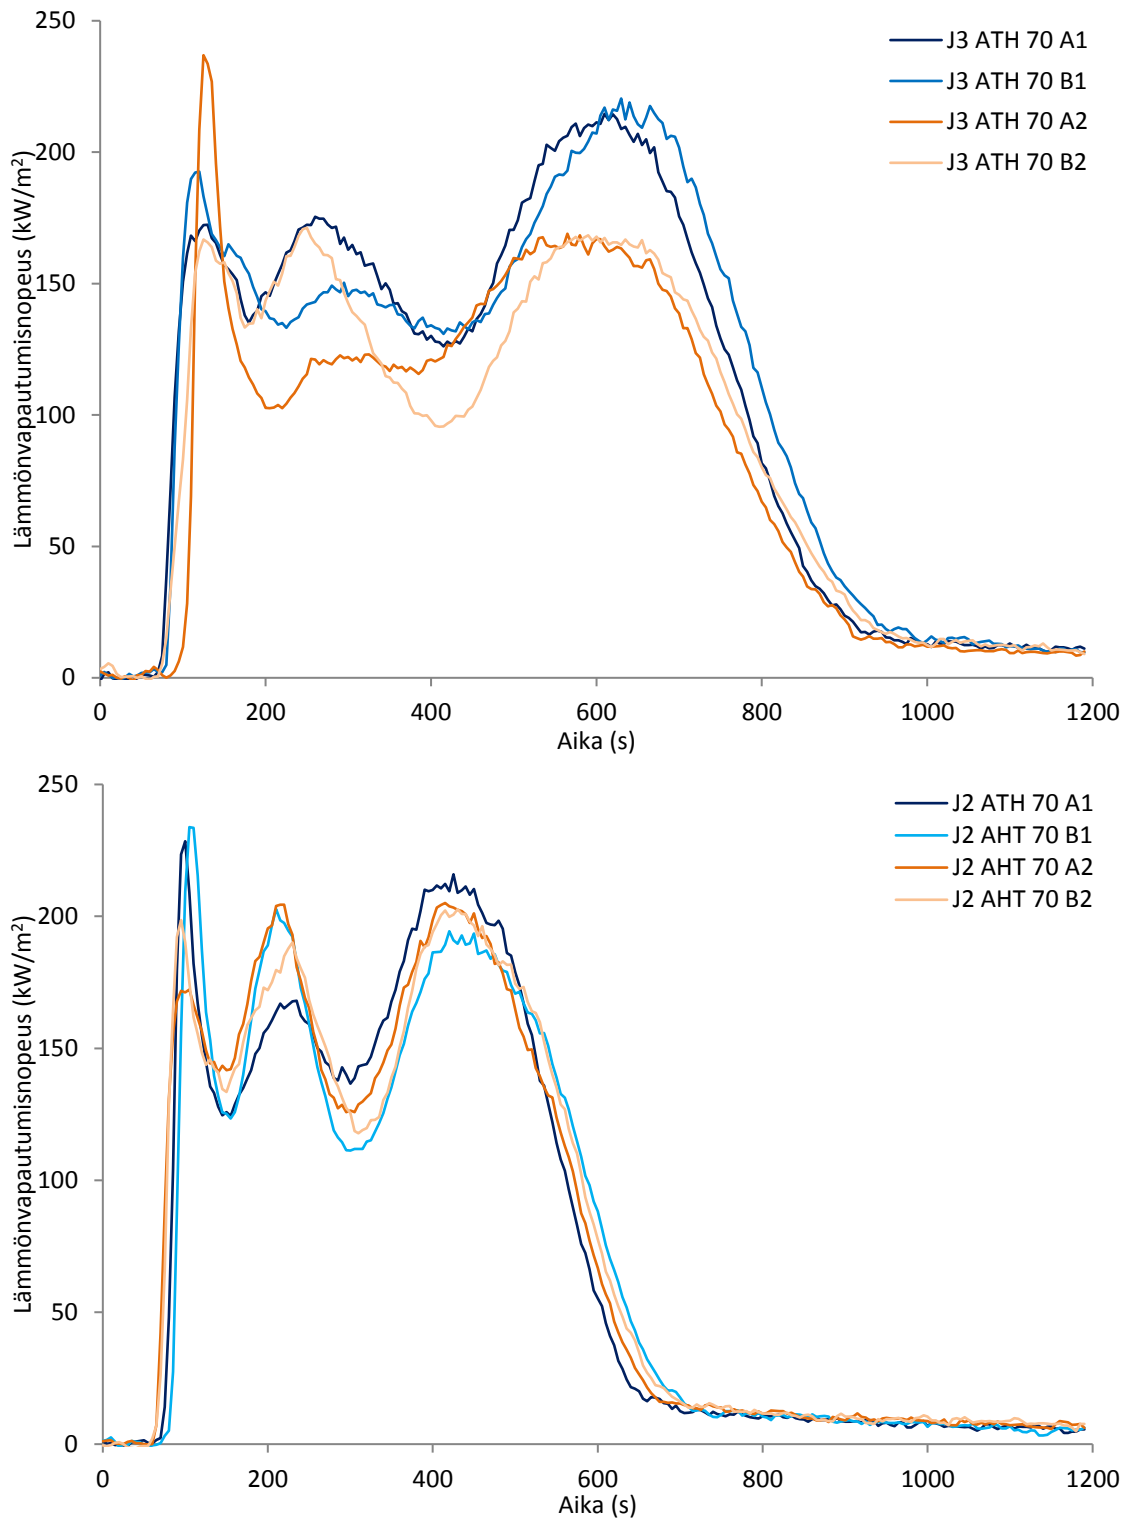 250
200
150
100
50
0
Lämmönvapautumisnopeus (kW/m²)
J3 ATH 70 A1
J3 ATH 70 B1
J3 ATH 70 A2
J3 ATH 70 B2
0 200 400 600 800 1000 1200
Aika (s)
250
200
150
100
50
0
Lämmönvapautumisnopeus (kW/m²)
J2 ATH 70 A1
J2 AHT 70 B1
J2 AHT 70 A2
J2 AHT 70 B2
0 200 400 600 800 1000 1200
Aika (s)